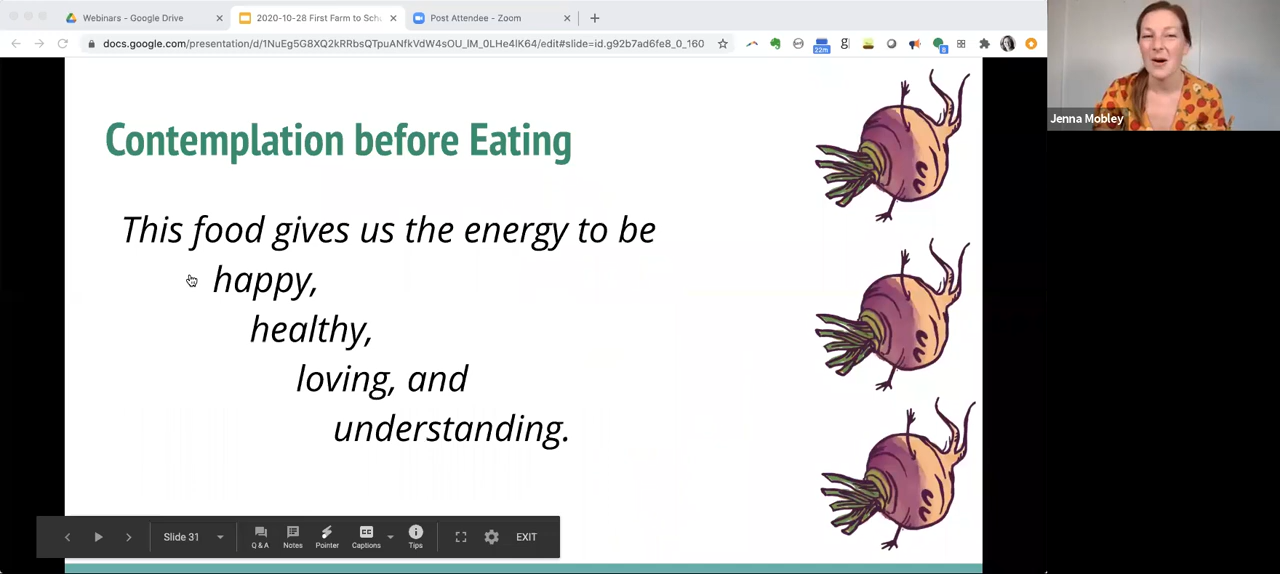 Webinars - Google Drive
2020-10-28 First Farm to Sch
Post Attendee - Zoom
docs.google.com/presentation/d/1NuEg5G8XQ2kRRbsQTpuANfkVdW4sOU_lM_0LHe4lK64/edit#slide=id.g92b7ad6fe8_0_160
22m
g
8
Jenna Mobley
Contemplation before Eating
This food gives us the energy to be
happy,
healthy,
loving, and
understanding.
Slide 31
Q & A
Notes
Pointer
Captions
Tips
EXIT